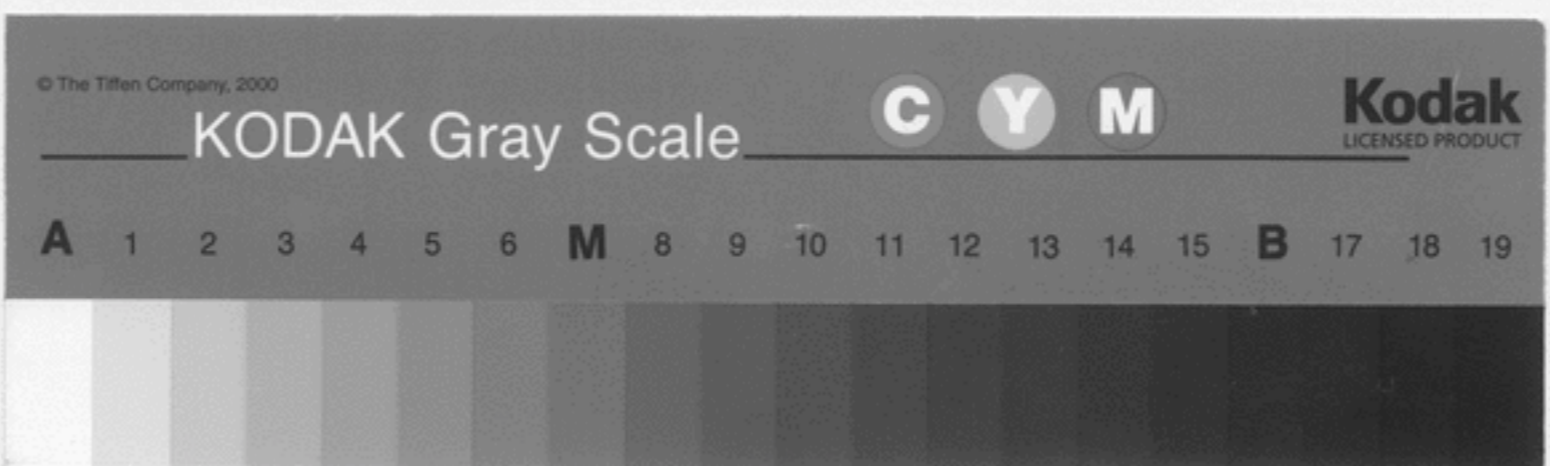 © The Tiffen Company, 2000
KODAK Gray Scale
C Y M
Kodak
LICENSED PRODUCT
A 1 2 3 4 5 6 M 8 9 10 11 12 13 14 15 B 17 18 19